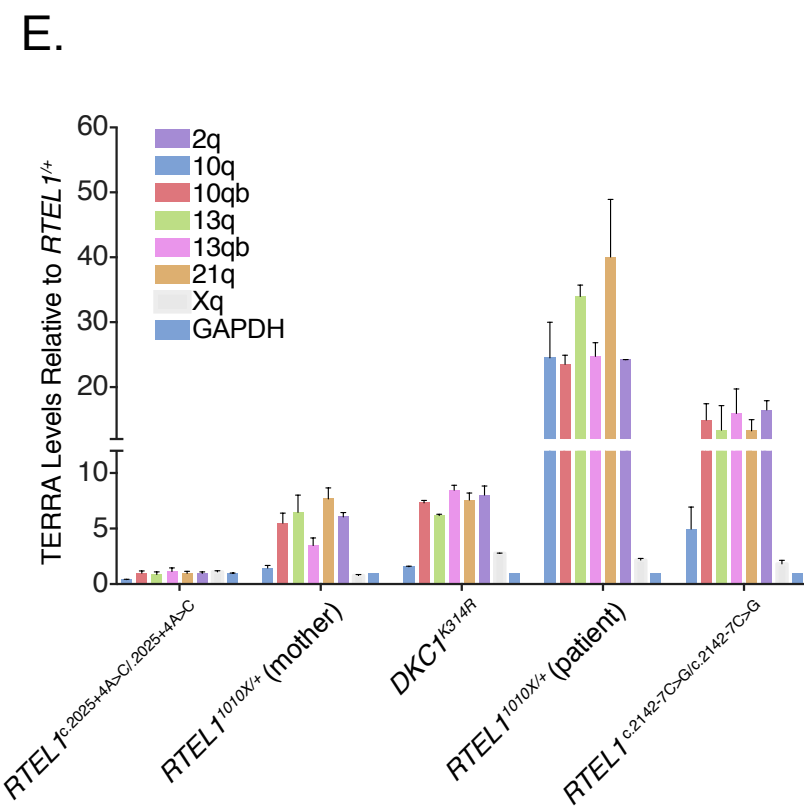 E.
TERRA Levels Relative to RTEL1/+
60
50
40
30
20
10
5
0
2q
10q
10qb
13q
13qb
21q
Xq
GAPDH
RTEL1c.2025+4A>C/.2025+4A>C
RTEL11010X/+ (mother)
DKC1K314R
RTEL11010X/+ (patient)
RTEL1c.2142-7C>G/c.2142-7C>G